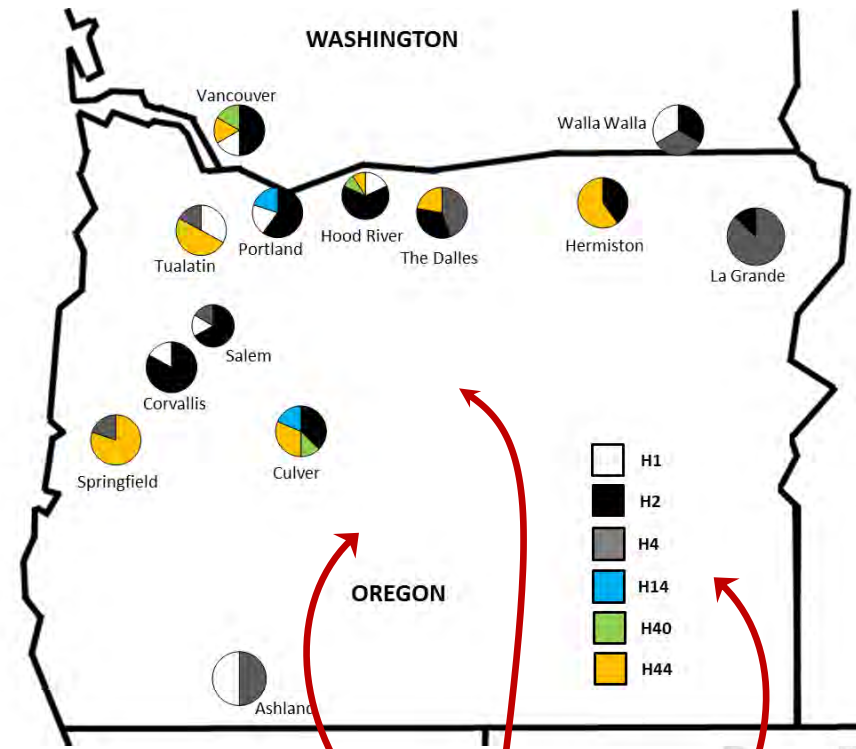 WASHINGTON
Vancouver
Walla Walla
Tualatin
Portland
Hood River
The Dalles
Hermiston
La Grande
Salem
Corvallis
Springfield
Culver
H1
H2
H4
H14
H40
H44
OREGON
Ashland